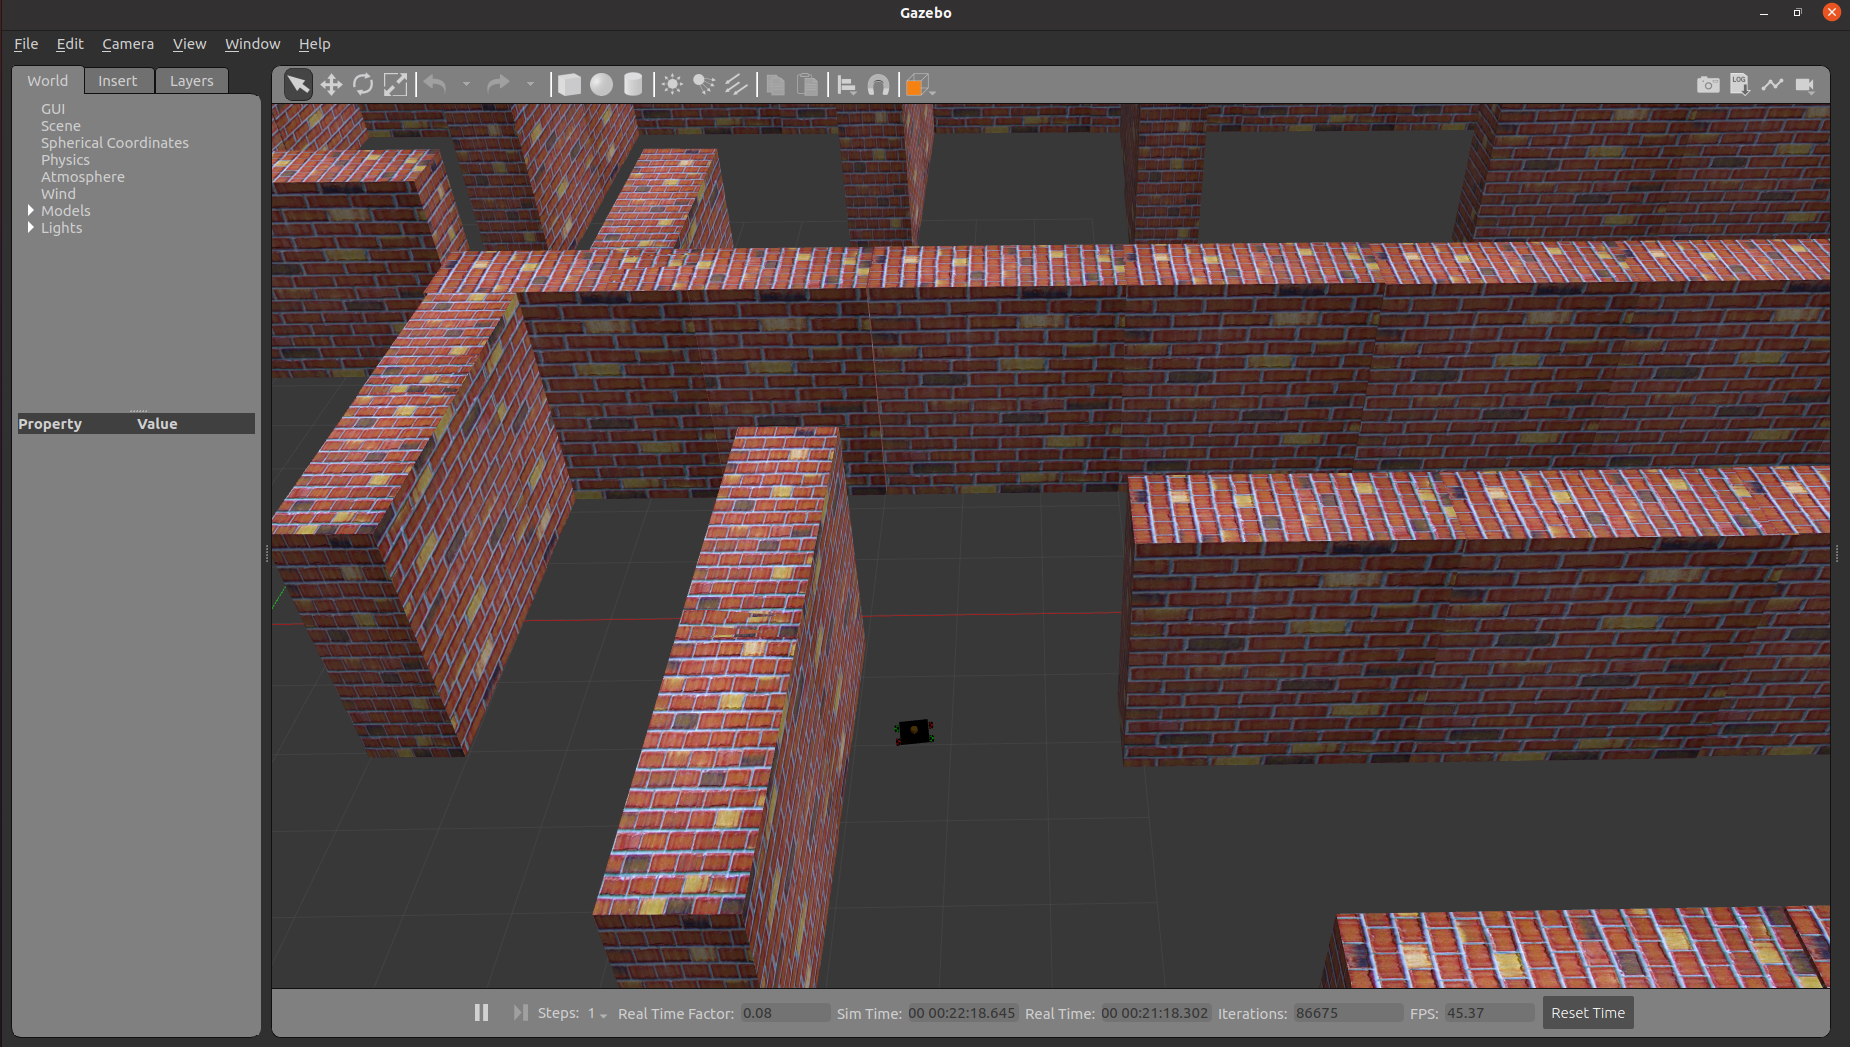 Gazebo
File Edit Camera View Window Help
World Insert Layers
GUI
Scene
Spherical Coordinates
Physics
Atmosphere
Wind
Models
Lights
Property Value
LOG
Steps: 1 Real Time Factor: 0.08 Sim Time: 00 00:22:18.645 Real Time: 00 00:21:18.302 Iterations: 86675 FPS: 45.37 Reset Time